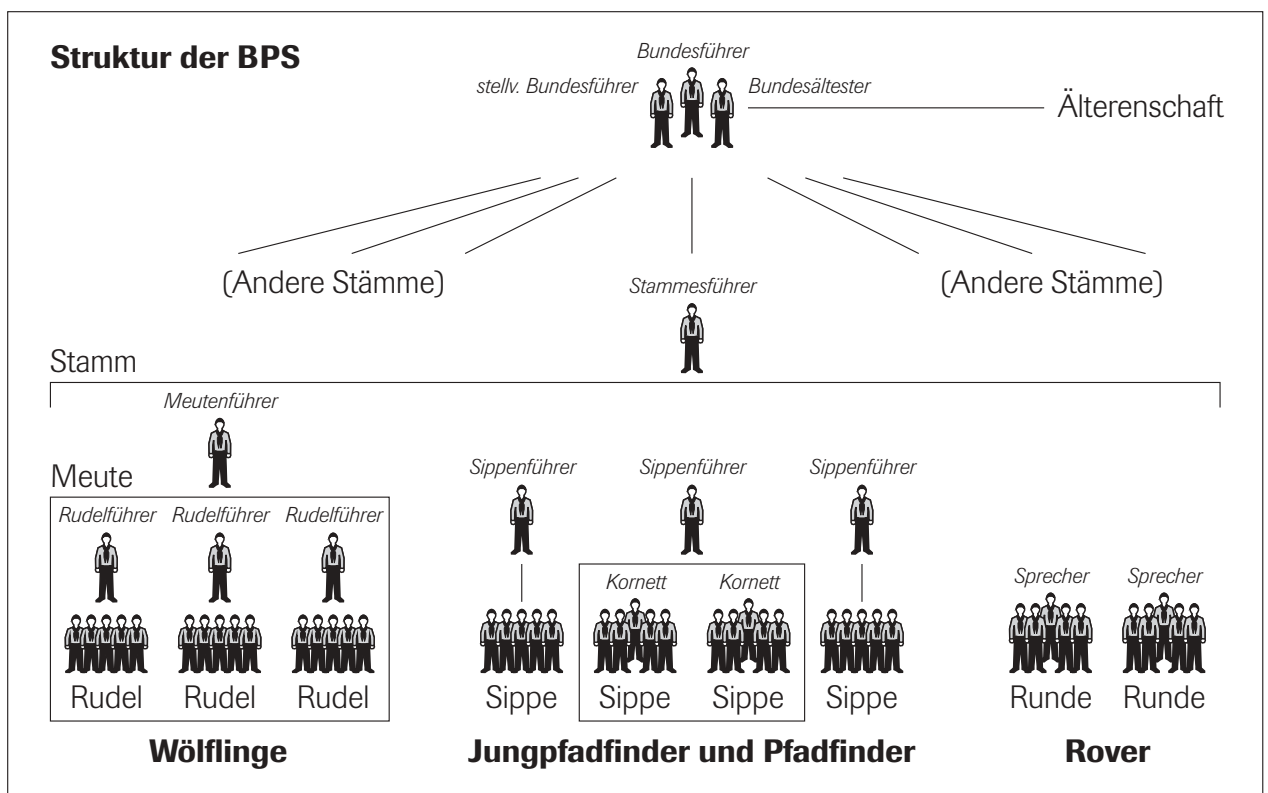 Struktur der BPS
Bundesführer
stellv. Bundesführer
Bundesältester
Älterenschaft
(Andere Stämme)
(Andere Stämme)
Stammesführer
Stamm
Meutenführer
Meute
Sippenführer Sippenführer Sippenführer
Rudelführer Rudelführer Rudelführer
Kornett Kornett
Sprecher Sprecher
Rudel Rudel Rudel
Sippe Sippe Sippe Sippe
Runde Runde
Wölflinge
Jungpfadfinder und Pfadfinder
Rover